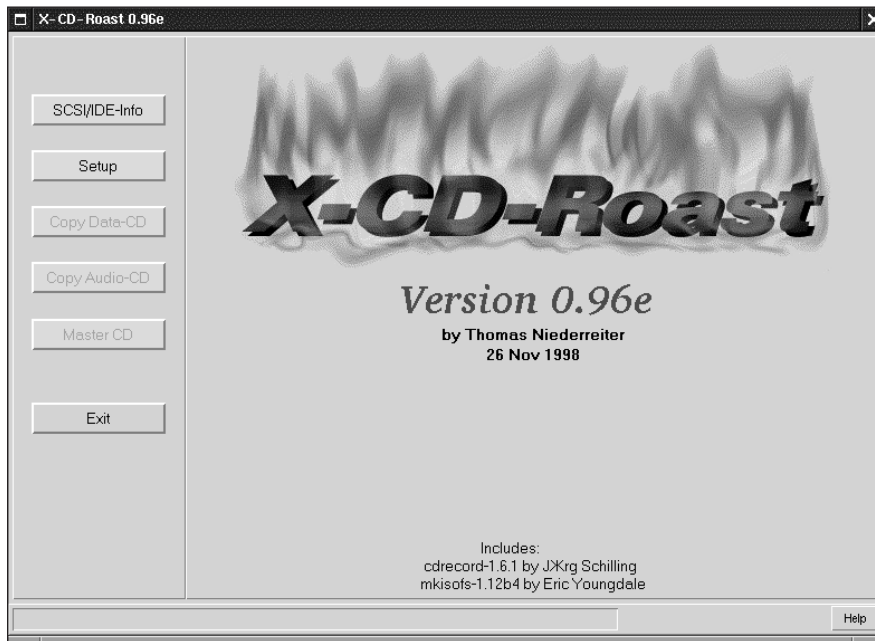 X-CD-Roast 0.96e
SCSI/IDE-Info
Setup
Copy Data-CD
Copy Audio-CD
Master CD
Exit
X-CD-Roast
Version 0.96e
by Thomas Niederreiter
26 Nov 1998
Includes:
cdrecord-1.6.1 by JЖrg Schilling
mkisofs-1.12b4 by Eric Youngdale
Help